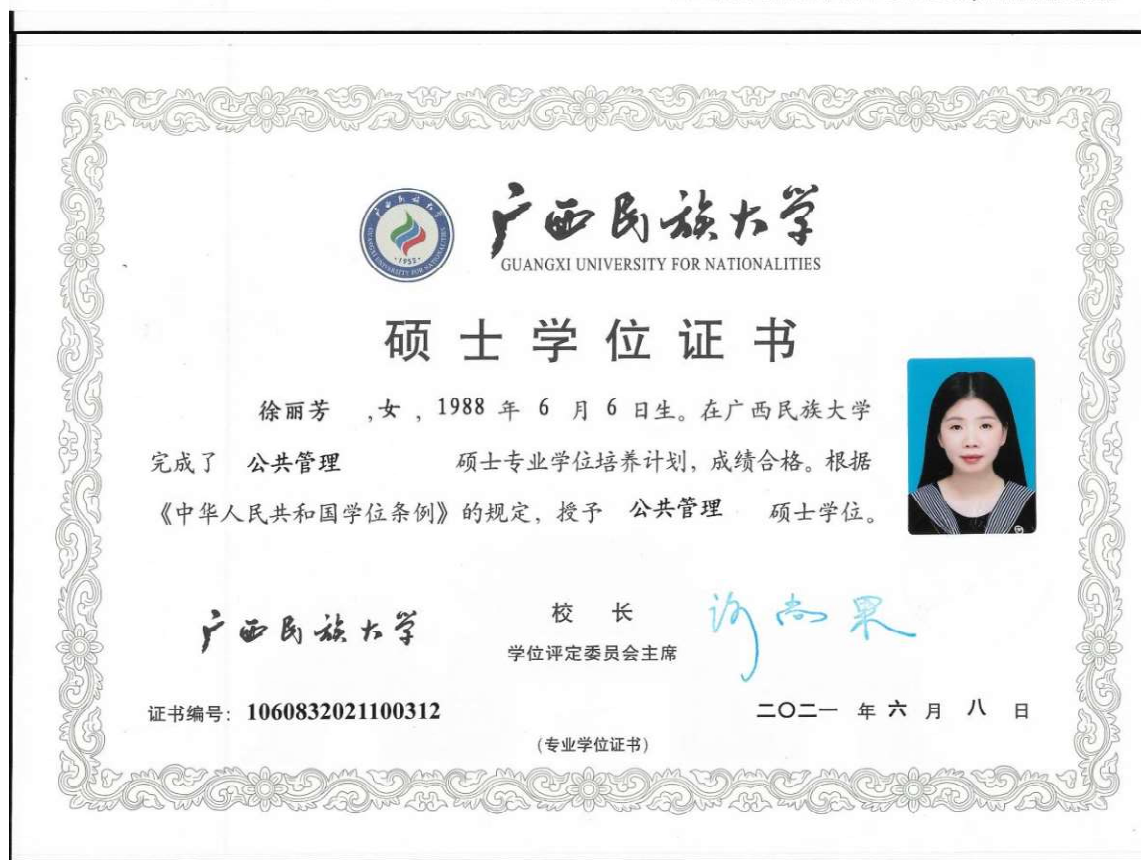 广西民族大学
GUANGXI UNIVERSITY FOR NATIONALITIES
硕士学位证书
徐丽芳 ,女 , 1988 年 6 月 6 日生。在广西民族大学
完成了 公共管理 硕士专业学位培养计划, 成绩合格。根据
《中华人民共和国学位条例》的规定, 授予 公共管理 硕士学位。
广西民族大学
校 长
学位评定委员会主席
证书编号: 1060832021100312
二〇二一 年 六 月 八 日
(专业学位证书)